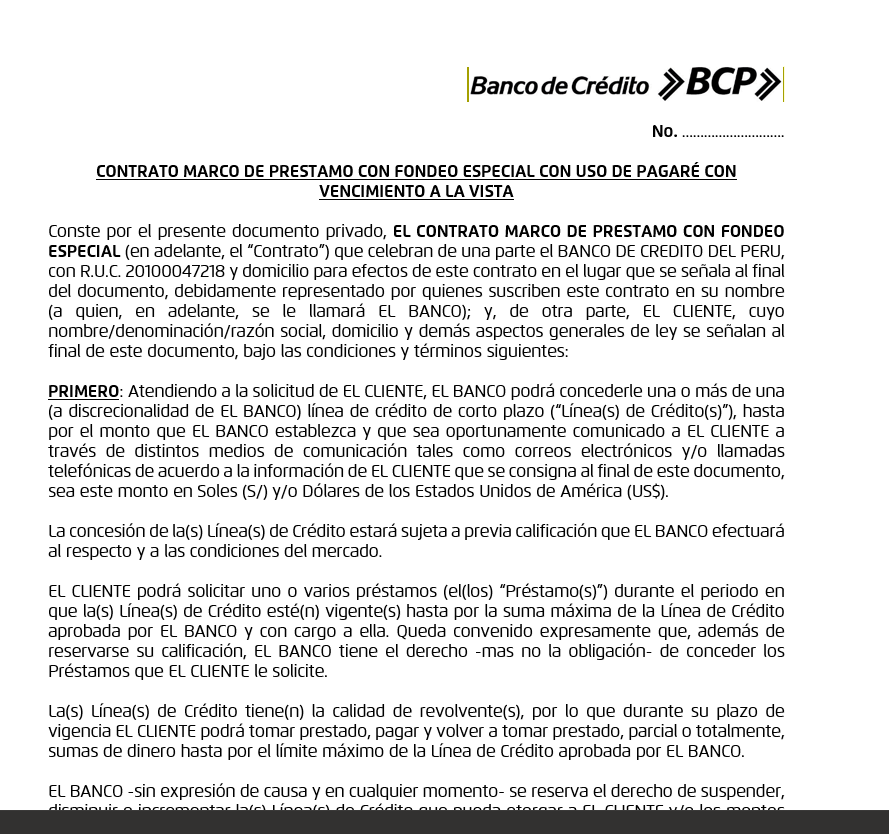 Banco de Crédito BCP
No. ............................
CONTRATO MARCO DE PRESTAMO CON FONDEO ESPECIAL CON USO DE PAGARÉ CON
VENCIMIENTO A LA VISTA
Conste por el presente documento privado, EL CONTRATO MARCO DE PRESTAMO CON FONDEO
ESPECIAL (en adelante, el “Contrato”) que celebran de una parte el BANCO DE CREDITO DEL PERU,
con R.U.C. 20100047218 y domicilio para efectos de este contrato en el lugar que se señala al final
del documento, debidamente representado por quienes suscriben este contrato en su nombre
(a quien, en adelante, se le llamará EL BANCO); y, de otra parte, EL CLIENTE, cuyo
nombre/denominación/razón social, domicilio y demás aspectos generales de ley se señalan al
final de este documento, bajo las condiciones y términos siguientes:
PRIMERO: Atendiendo a la solicitud de EL CLIENTE, EL BANCO podrá concederle una o más de una
(a discrecionalidad de EL BANCO) línea de crédito de corto plazo (“Línea(s) de Crédito(s)”), hasta
por el monto que EL BANCO establezca y que sea oportunamente comunicado a EL CLIENTE a
través de distintos medios de comunicación tales como correos electrónicos y/o llamadas
telefónicas de acuerdo a la información de EL CLIENTE que se consigna al final de este documento,
sea este monto en Soles (S/) y/o Dólares de los Estados Unidos de América (US$).
La concesión de la(s) Línea(s) de Crédito estará sujeta a previa calificación que EL BANCO efectuará
al respecto y a las condiciones del mercado.
EL CLIENTE podrá solicitar uno o varios préstamos (el(los) “Préstamo(s)”) durante el periodo en
que la(s) Línea(s) de Crédito esté(n) vigente(s) hasta por la suma máxima de la Línea de Crédito
aprobada por EL BANCO y con cargo a ella. Queda convenido expresamente que, además de
reservarse su calificación, EL BANCO tiene el derecho -mas no la obligación- de conceder los
Préstamos que EL CLIENTE le solicite.
La(s) Línea(s) de Crédito tiene(n) la calidad de revolvente(s), por lo que durante su plazo de
vigencia EL CLIENTE podrá tomar prestado, pagar y volver a tomar prestado, parcial o totalmente,
sumas de dinero hasta por el límite máximo de la Línea de Crédito aprobada por EL BANCO.
EL BANCO -sin expresión de causa y en cualquier momento- se reserva el derecho de suspender,
disminuir o incrementar la(s) Línea(s) de Crédito que pueda otorgar a EL CLIENTE y/o los montos